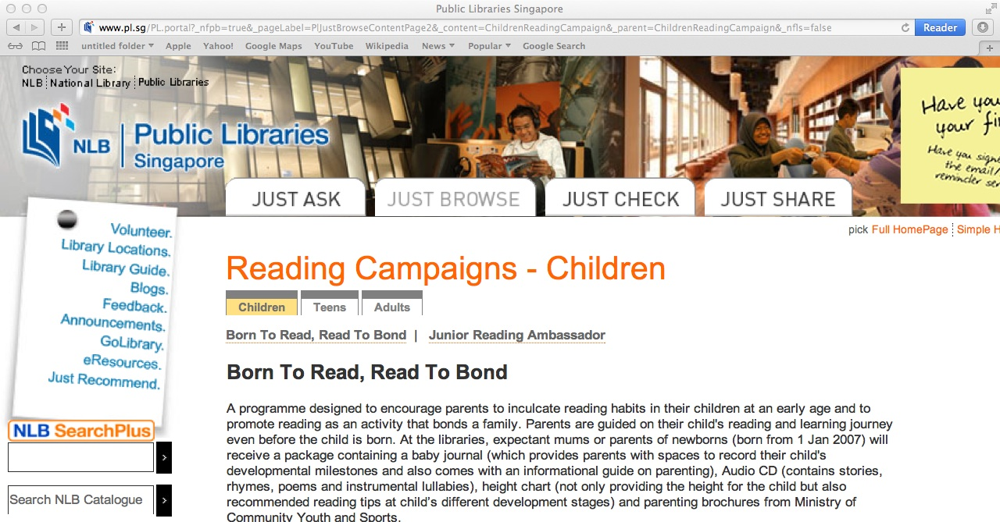 Public Libraries Singapore
www.pl.sg/PL.portal?_nfpb=true&_pageLabel=PlJustBrowseContentPage2&_content=ChildrenReadingCampaign&_parent=ChildrenReadingCampaign&_nfls=false
Reader
untitled folder Apple Yahoo! Google Maps YouTube Wikipedia News Popular Google Search
Choose Your Site:
NLB National Library Public Libraries
NLB Public Libraries
Singapore
Have you
your fi
Have you signe
the email/
reminder ser
JUST ASK JUST BROWSE JUST CHECK JUST SHARE
pick Full HomePage Simple H
Volunteer.
Library Locations.
Library Guide.
Blogs.
Feedback.
Announcements.
GoLibrary.
eResources.
Just Recommend.
NLB SearchPlus
Search NLB Catalogue
Reading Campaigns - Children
Children Teens Adults
Born To Read, Read To Bond | Junior Reading Ambassador
Born To Read, Read To Bond
A programme designed to encourage parents to inculcate reading habits in their children at an early age and to
promote reading as an activity that bonds a family. Parents are guided on their child's reading and learning journey
even before the child is born. At the libraries, expectant mums or parents of newborns (born from 1 Jan 2007) will
receive a package containing a baby journal (which provides parents with spaces to record their child's
developmental milestones and also comes with an informational guide on parenting), Audio CD (contains stories,
rhymes, poems and instrumental lullabies), height chart (not only providing the height for the child but also
recommended reading tips at child’s different development stages) and parenting brochures from Ministry of
Community Youth and Sports.